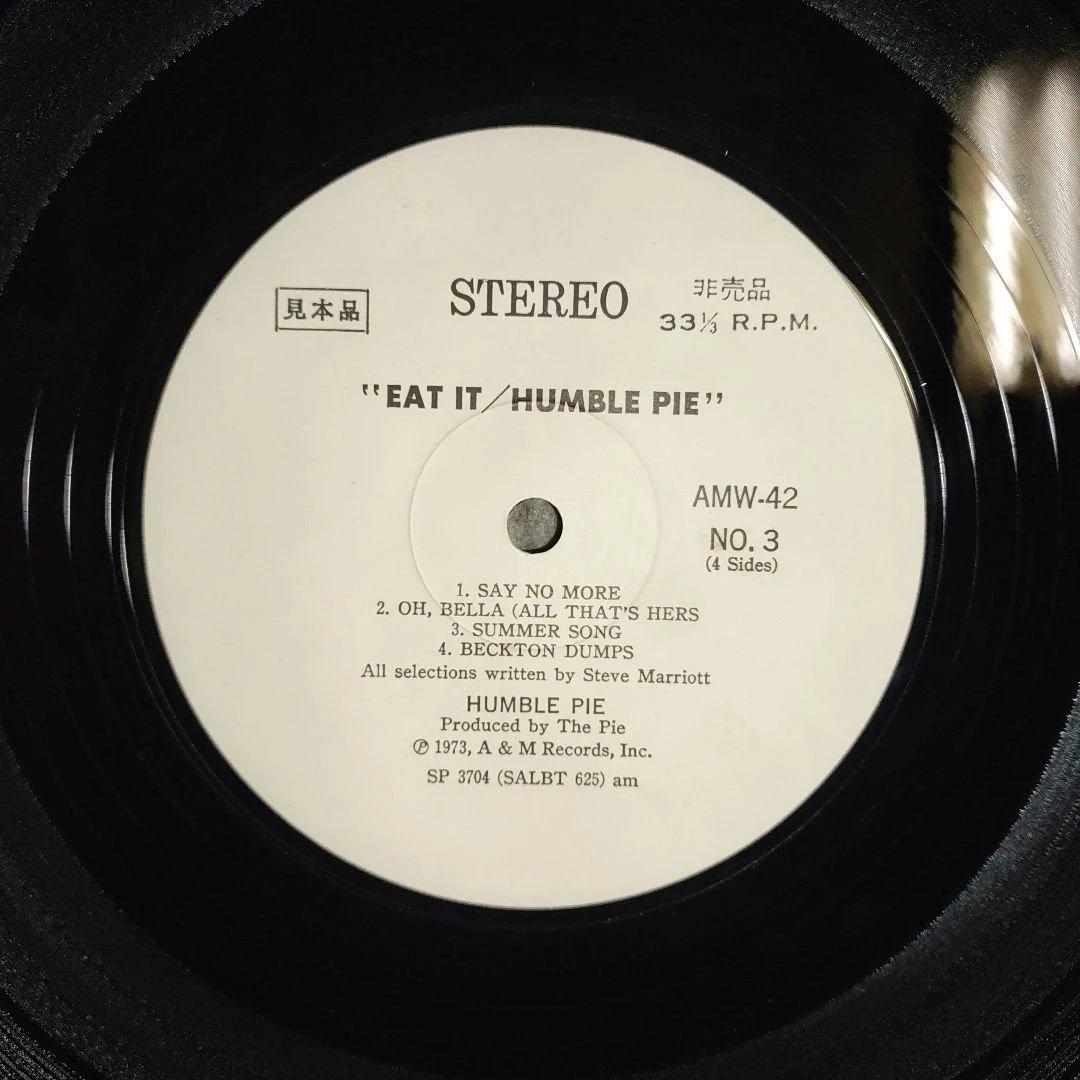 見本品
STEREO
非売品
33⅓ R.P.M.
"EAT IT/HUMBLE PIE"
AMW-42
NO. 3
(4 Sides)
1. SAY NO MORE
2. OH, BELLA (ALL THAT'S HERS
3. SUMMER SONG
4. BECKTON DUMPS
All selections written by Steve Marriott
HUMBLE PIE
Produced by The Pie
℗ 1973, A & M Records, Inc.
SP 3704 (SALBT 625) am